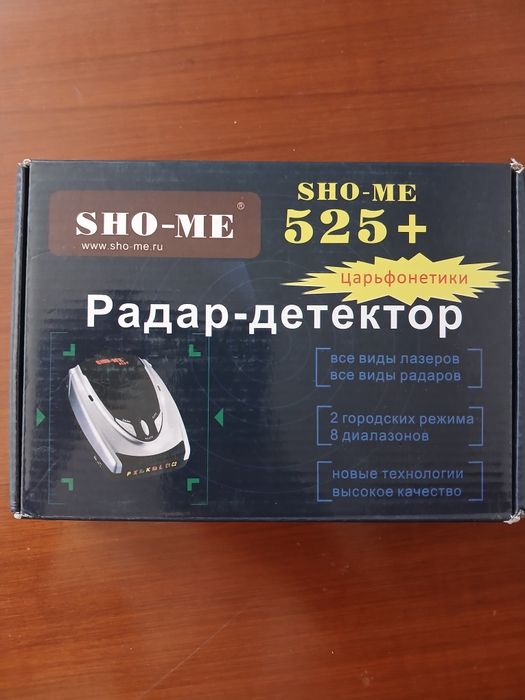 SHO-ME®
www.sho-me.ru
SHO-ME
525+
царьфонетики
Радар-детектор
все виды лазеров
все виды радаров
2 городских режима
8 диалазонов
новые технологии
высокое качество